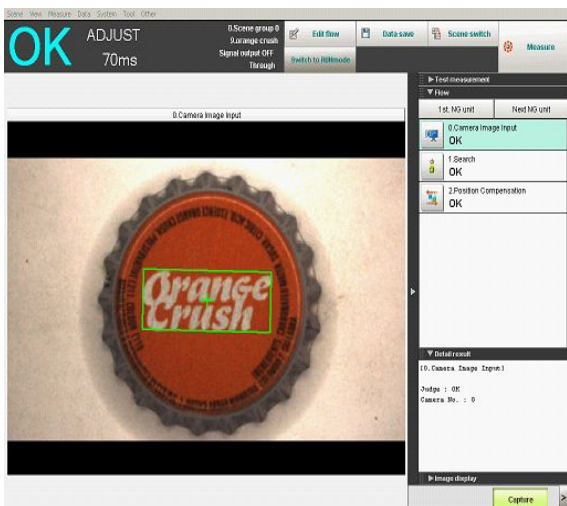 Scene View Measure Data System Tool Other
OK
ADJUST
70ms
0.Scene group 0
9.orange crush
Signal output OFF
Through
Edit flow
Data save
Scene switch
Switch to
Measure
Test measurement
Flow
1st. NG unit
Next NG unit
0.Camera Image Input
OK
1.Search
OK
2.Position Compensation
OK
0.Camera Image Input
Orange
Crush
Detail result
[0.Camera Image Input]
Judge : OK
Camera No. : 0
Image display
Capture
>